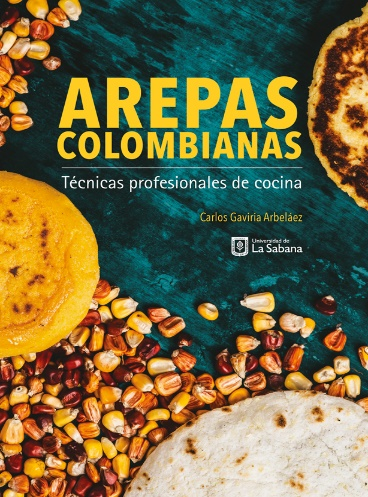 AREPAS
COLOMBIANAS
Técnicas profesionales de cocina
Carlos Gaviria Arbeláez
Universidad de
La Sabana